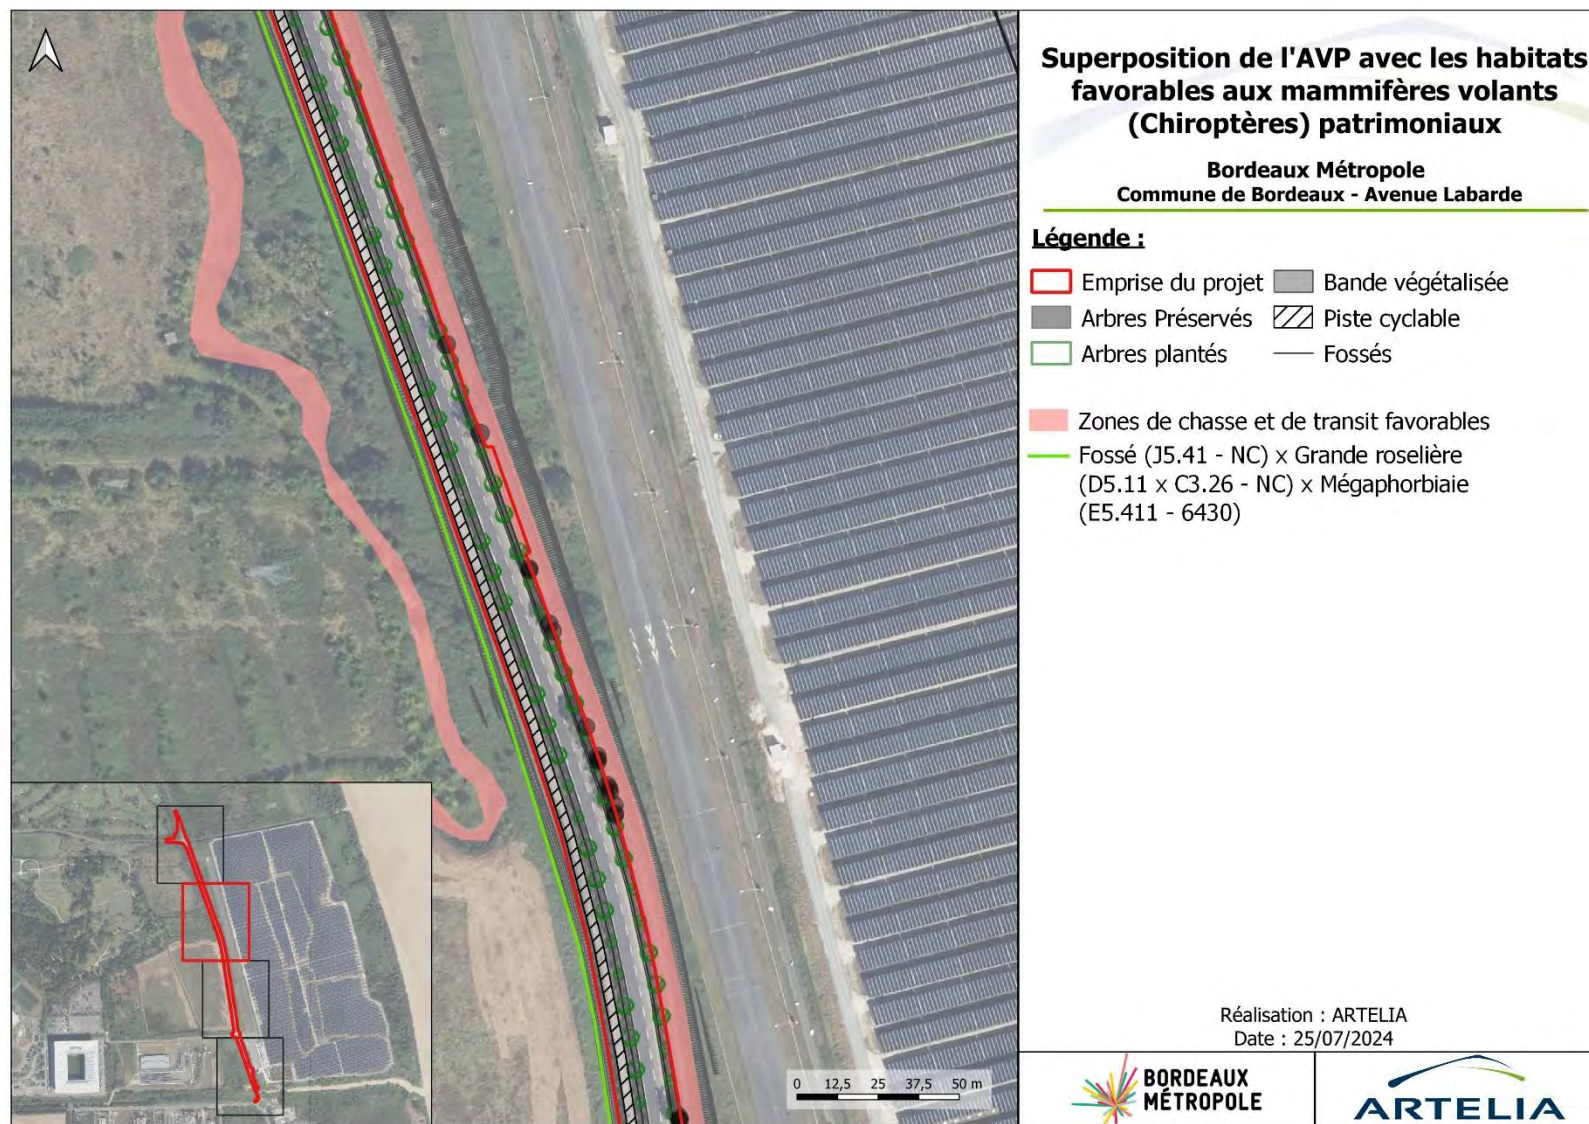 Superposition de l'AVP avec les habitats
favorables aux mammifères volants
(Chiroptères) patrimoniaux
Bordeaux Métropole
Commune de Bordeaux - Avenue Labarde
Légende :
Emprise du projet
Bande végétalisée
Arbres Préservés
Piste cyclable
Arbres plantés
Fossés
Zones de chasse et de transit favorables
Fossé (J5.41 - NC) x Grande roselière
(D5.11 x C3.26 - NC) x Mégaphorbiaie
(E5.411 - 6430)
0 12,5 25 37,5 50 m
Réalisation : ARTELIA
Date : 25/07/2024
BORDEAUX
MÉTROPOLE
ARTELIA